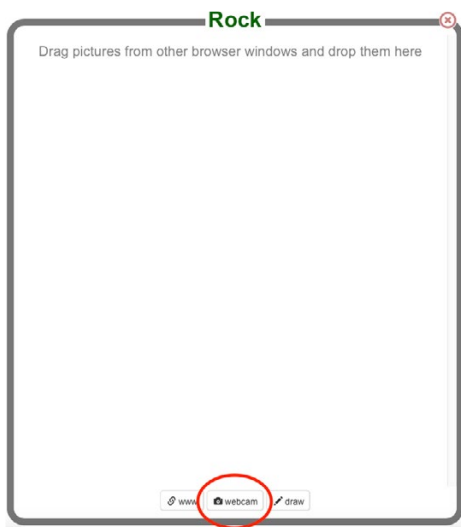 Rock
Drag pictures from other browser windows and drop them here
www webcam draw